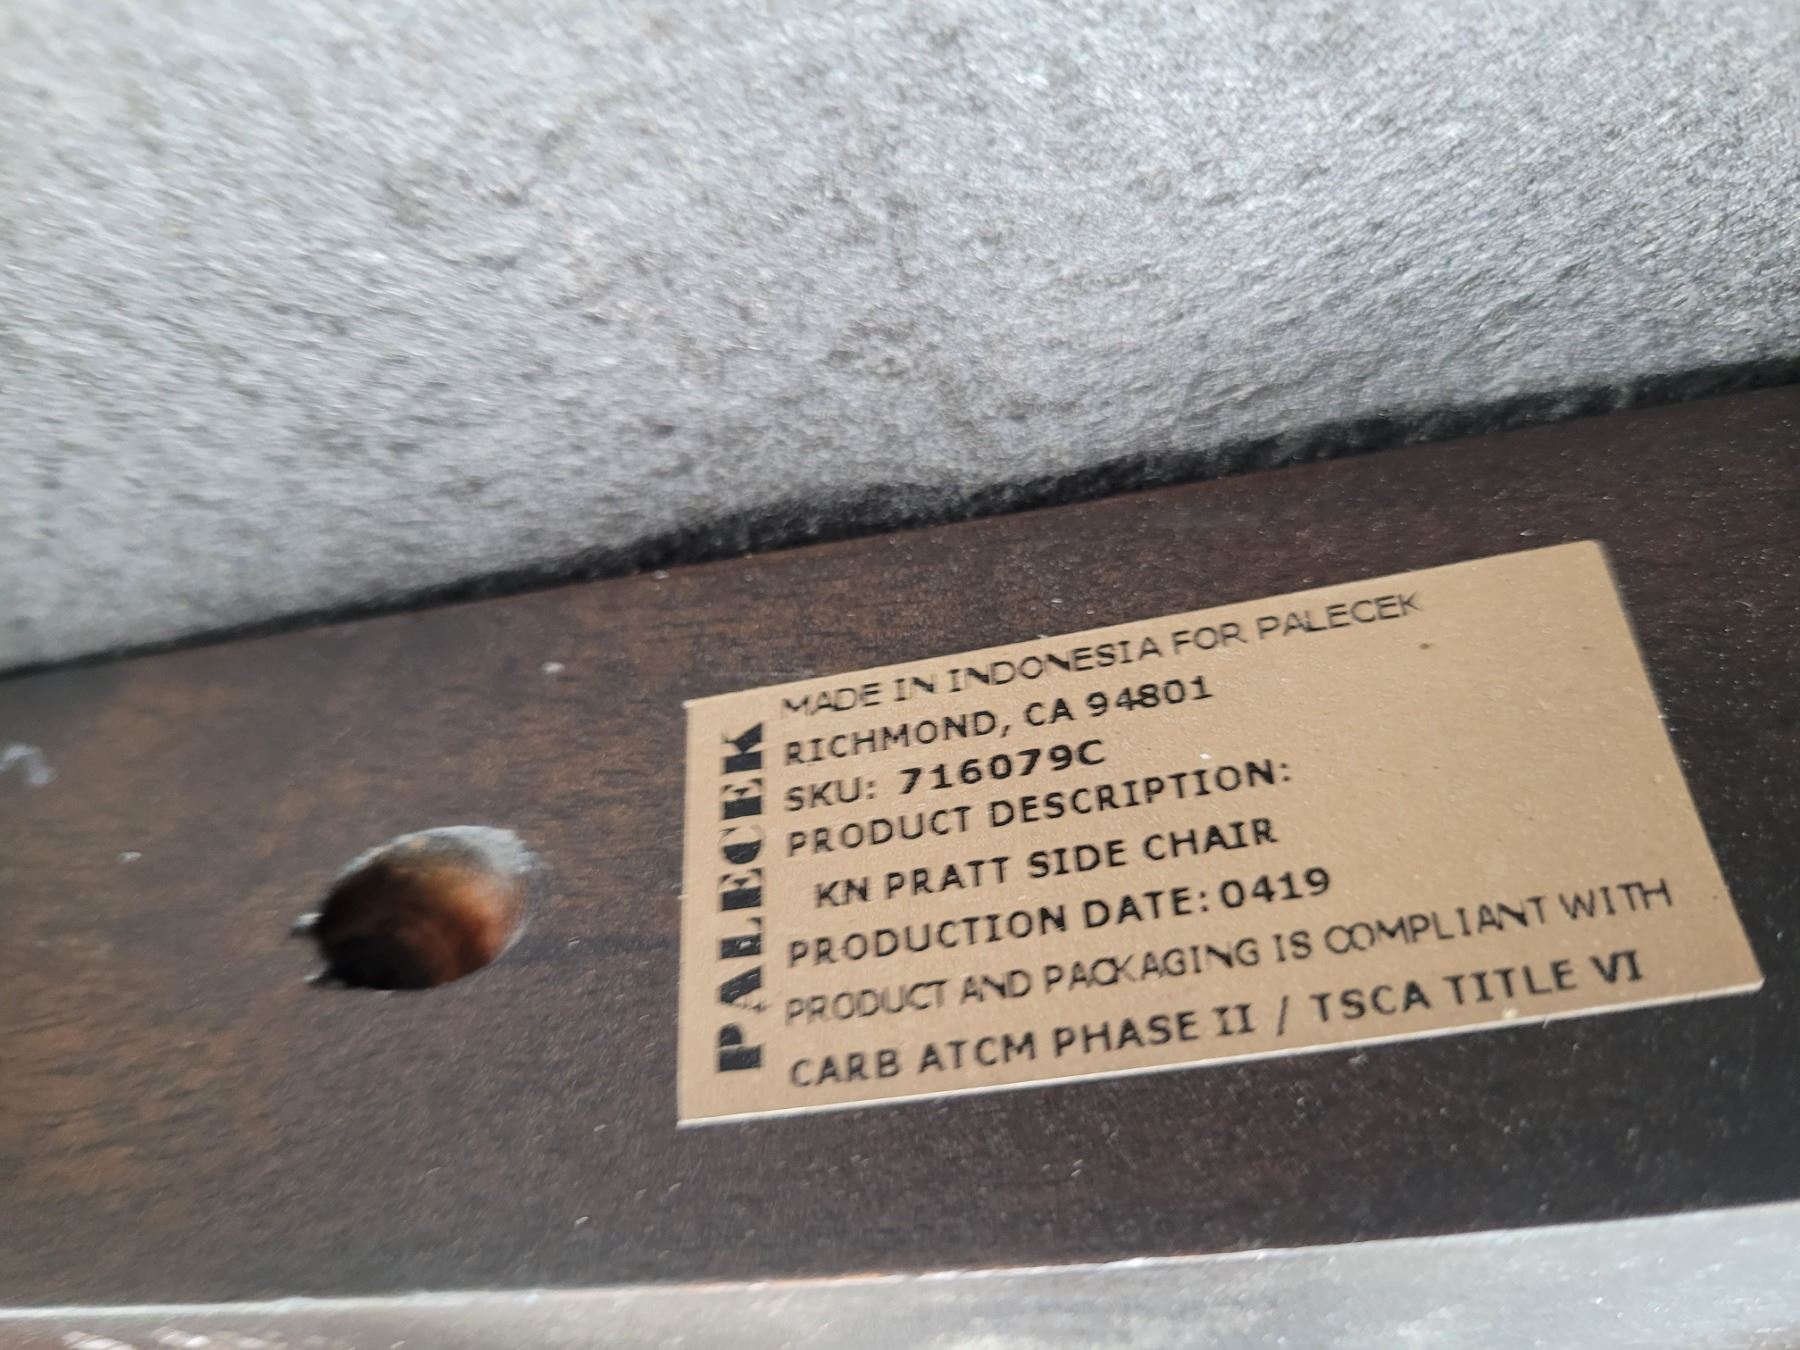 PALECEK
MADE IN INDONESIA FOR PALECEK
RICHMOND, CA 94801
SKU: 716079C
PRODUCT DESCRIPTION:
KN PRATT SIDE CHAIR
PRODUCTION DATE: 0419
PRODUCT AND PACKAGING IS COMPLIANT WITH
CARB ATCM PHASE II / TSCA TITLE VI